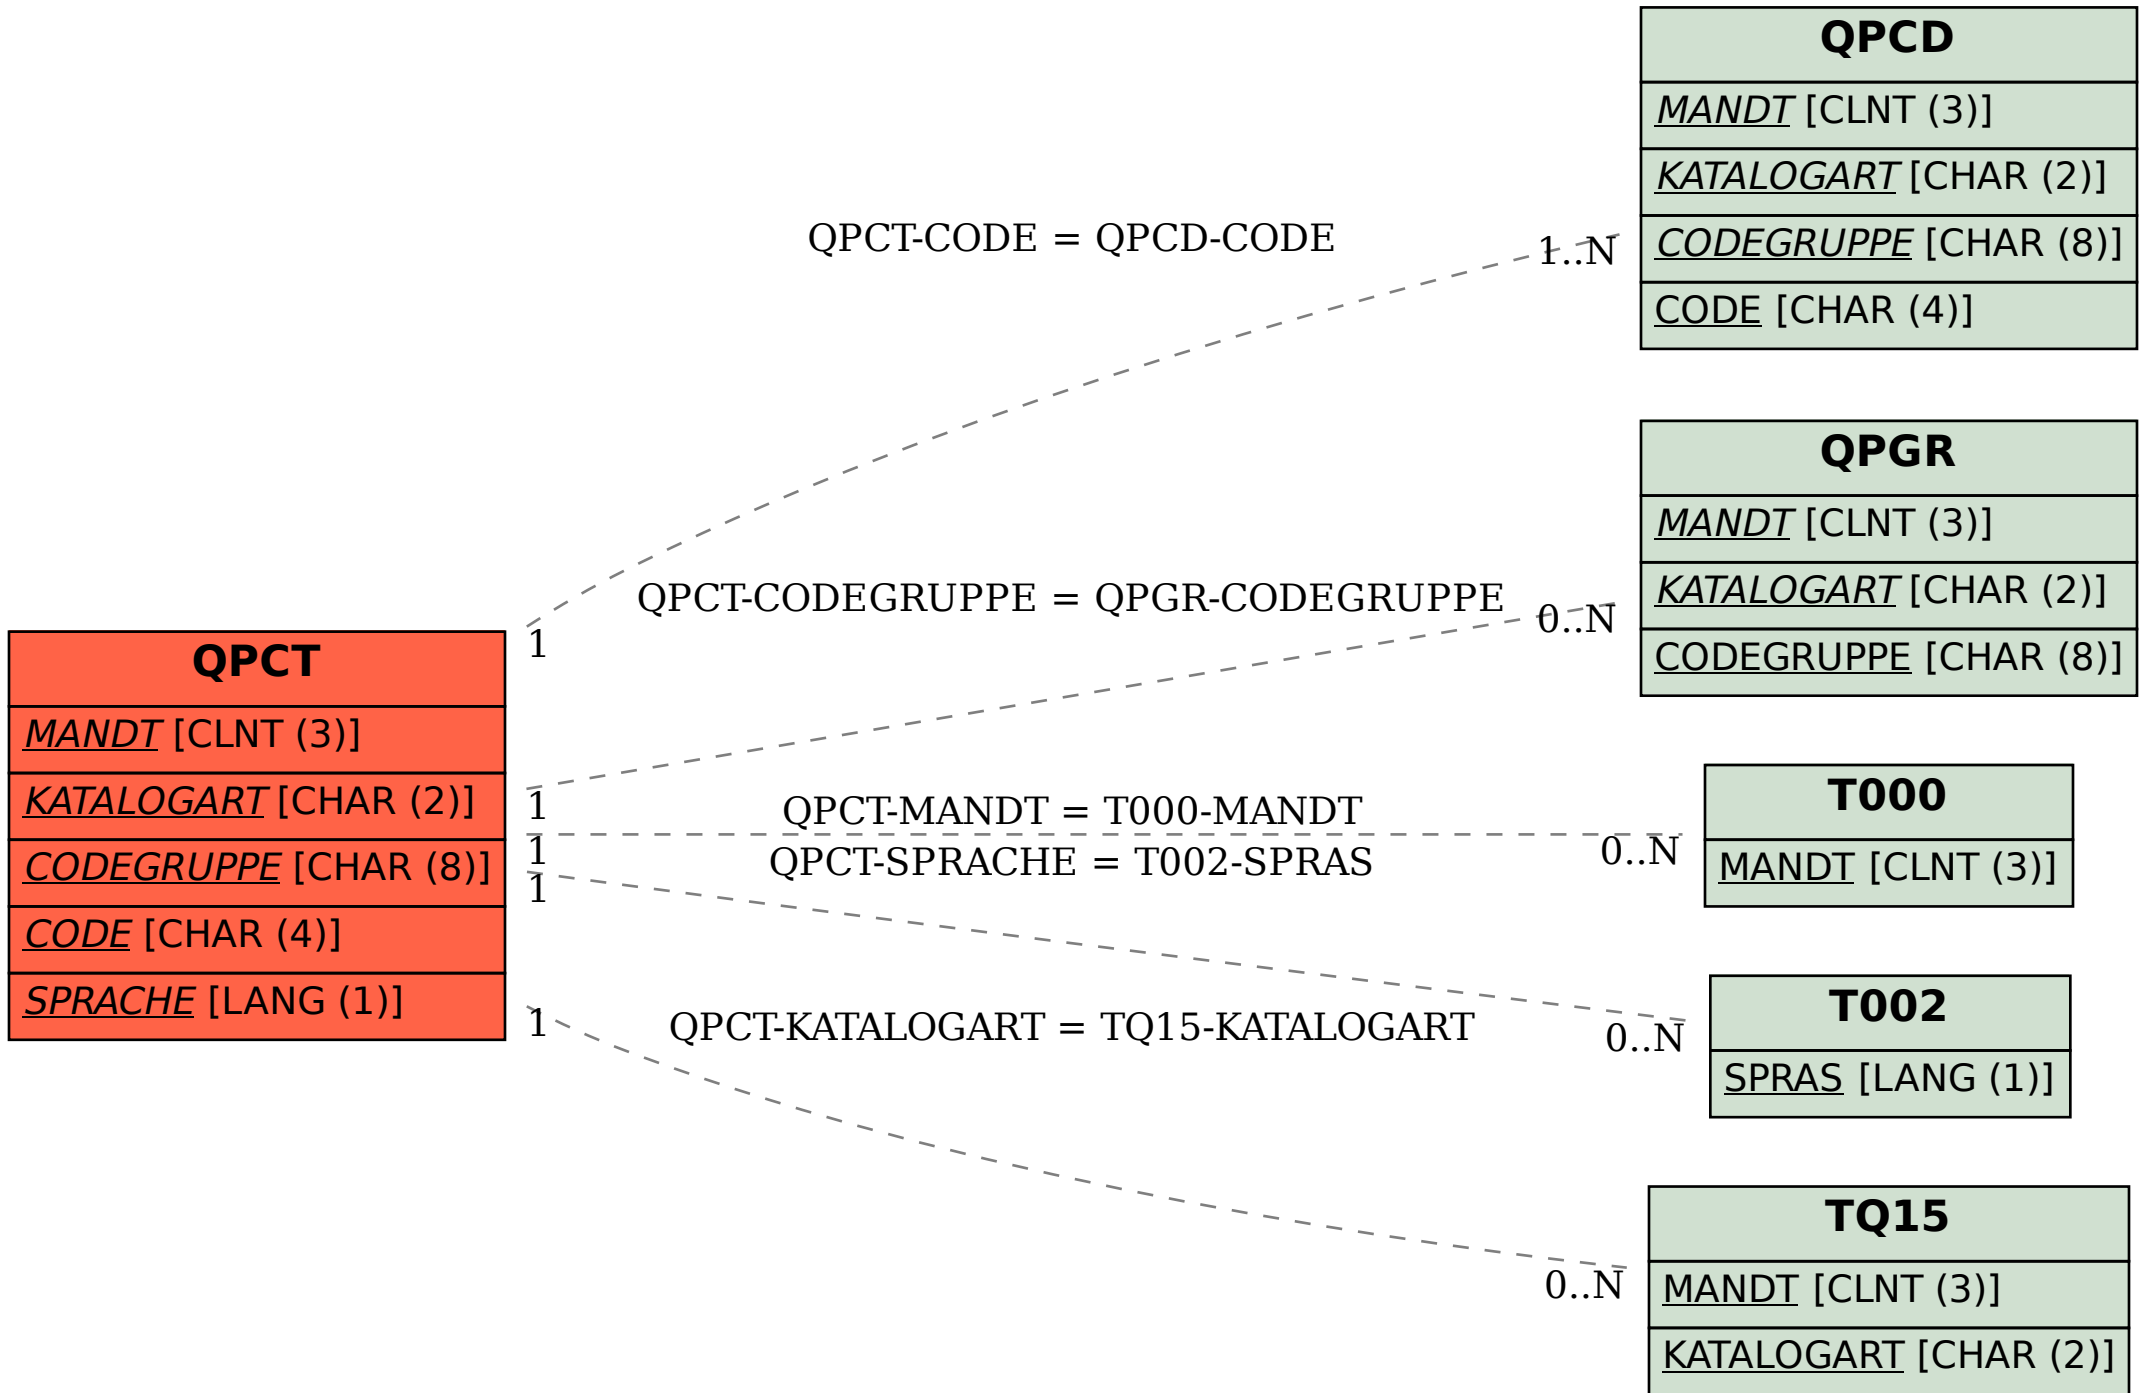 QPCD
MANDT [CLNT (3)]
KATALOGART [CHAR (2)]
CODEGRUPPE [CHAR (8)]
CODE [CHAR (4)]
QPCT-CODE = QPCD-CODE
1..N
1
QPGR
MANDT [CLNT (3)]
KATALOGART [CHAR (2)]
CODEGRUPPE [CHAR (8)]
QPCT-CODEGRUPPE = QPGR-CODEGRUPPE
0..N
1
QPCT
MANDT [CLNT (3)]
KATALOGART [CHAR (2)]
CODEGRUPPE [CHAR (8)]
CODE [CHAR (4)]
SPRACHE [LANG (1)]
QPCT-MANDT = T000-MANDT
1
0..N
T000
MANDT [CLNT (3)]
QPCT-SPRACHE = T002-SPRAS
1
0..N
T002
SPRAS [LANG (1)]
QPCT-KATALOGART = TQ15-KATALOGART
1
0..N
TQ15
MANDT [CLNT (3)]
KATALOGART [CHAR (2)]